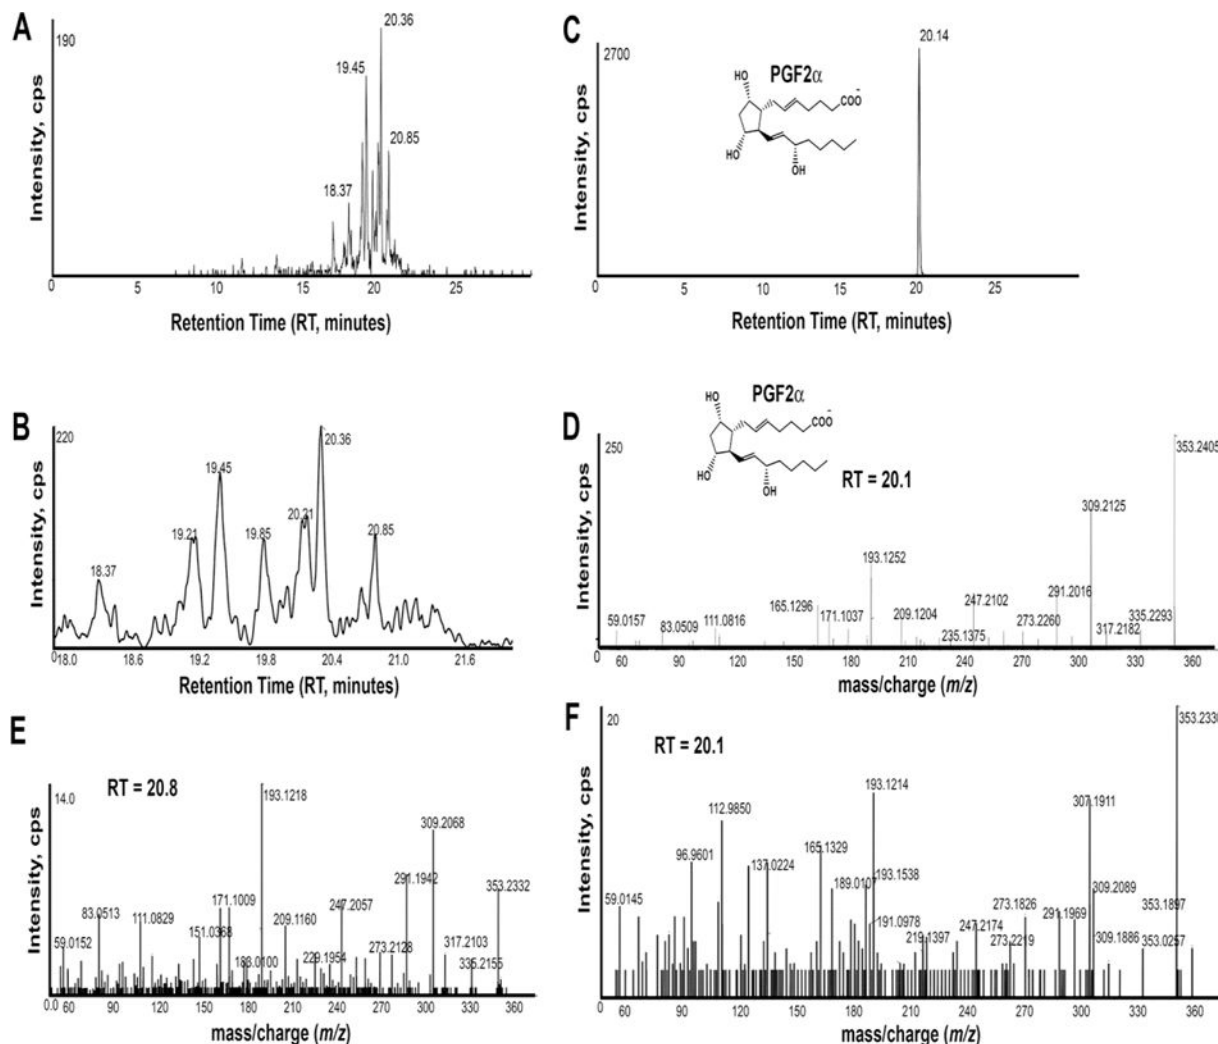 A
190
20.36
19.45
20.85
18.37
Intensity, cps
0 5 10 15 20 25
Retention Time (RT, minutes)
C
2700
20.14
PGF2α
HO
COO-
HO
OH
Intensity, cps
0 5 10 15 20 25
Retention Time (RT, minutes)
B
220
20.36
19.45
19.21
19.85
20.21
20.85
18.37
Intensity, cps
18.0 18.6 19.2 19.8 20.4 21.0 21.6
Retention Time (RT, minutes)
PGF2α
HO
COO-
HO
OH
D
250
RT = 20.1
353.2405
309.2125
193.1252
165.1296
171.1037
209.1204
247.2102
291.2016
273.2260
335.2293
317.2182
235.1375
59.0157
83.0509
111.0816
Intensity, cps
60 90 120 150 180 210 240 270 300 330 360
mass/charge (m/z)
E
RT = 20.8
14.0
193.1218
309.2068
291.1942
353.2332
247.2057
171.1009
209.1160
83.0513
111.0829
151.0368
59.0152
183.0100
229.1954
273.2128
317.2103
335.2155
Intensity, cps
0.0 60 90 120 150 180 210 240 270 300 330 360
mass/charge (m/z)
F
20
RT = 20.1
353.2330
193.1214
307.1911
112.9850
165.1329
96.9601
137.0224
189.0107
193.1538
309.2089
59.0145
191.0978
273.1826
353.1897
291.1969
247.2174
219.1397
273.2219
309.1886
353.0257
Intensity, cps
0 60 90 120 150 180 210 240 270 300 330 360
mass/charge (m/z)